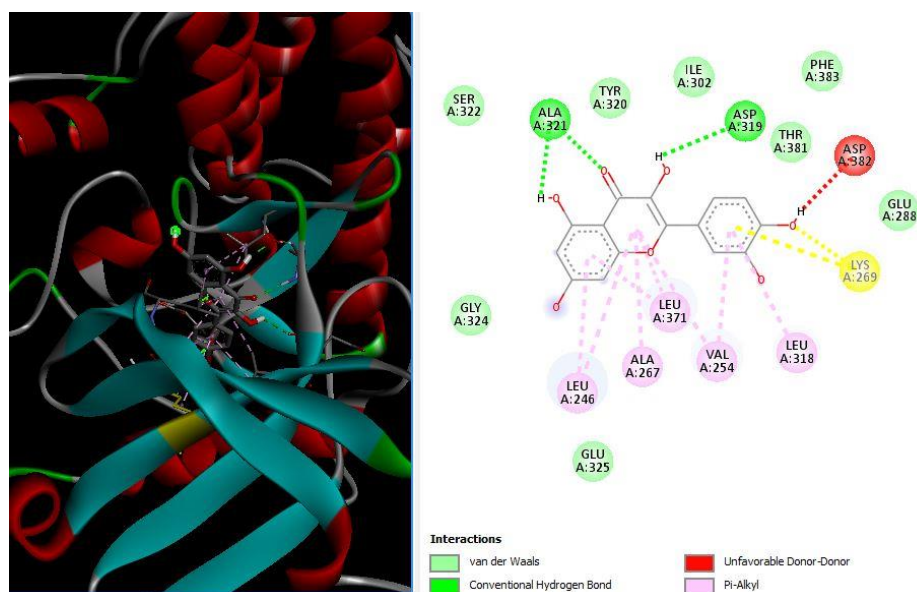 PHE
A:383
ILE
A:302
TYR
A:320
SER
A:322
ALA
A:321
ASP
A:319
THR
A:381
ASP
A:382
GLU
A:288
H
H
O
O
H
H
O
O
O
O
O
LYS
A:269
GLY
A:324
LEU
A:371
LEU
A:318
ALA
A:267
VAL
A:254
LEU
A:246
GLU
A:325
Interactions
van der Waals
Unfavorable Donor-Donor
Conventional Hydrogen Bond
Pi-Alkyl